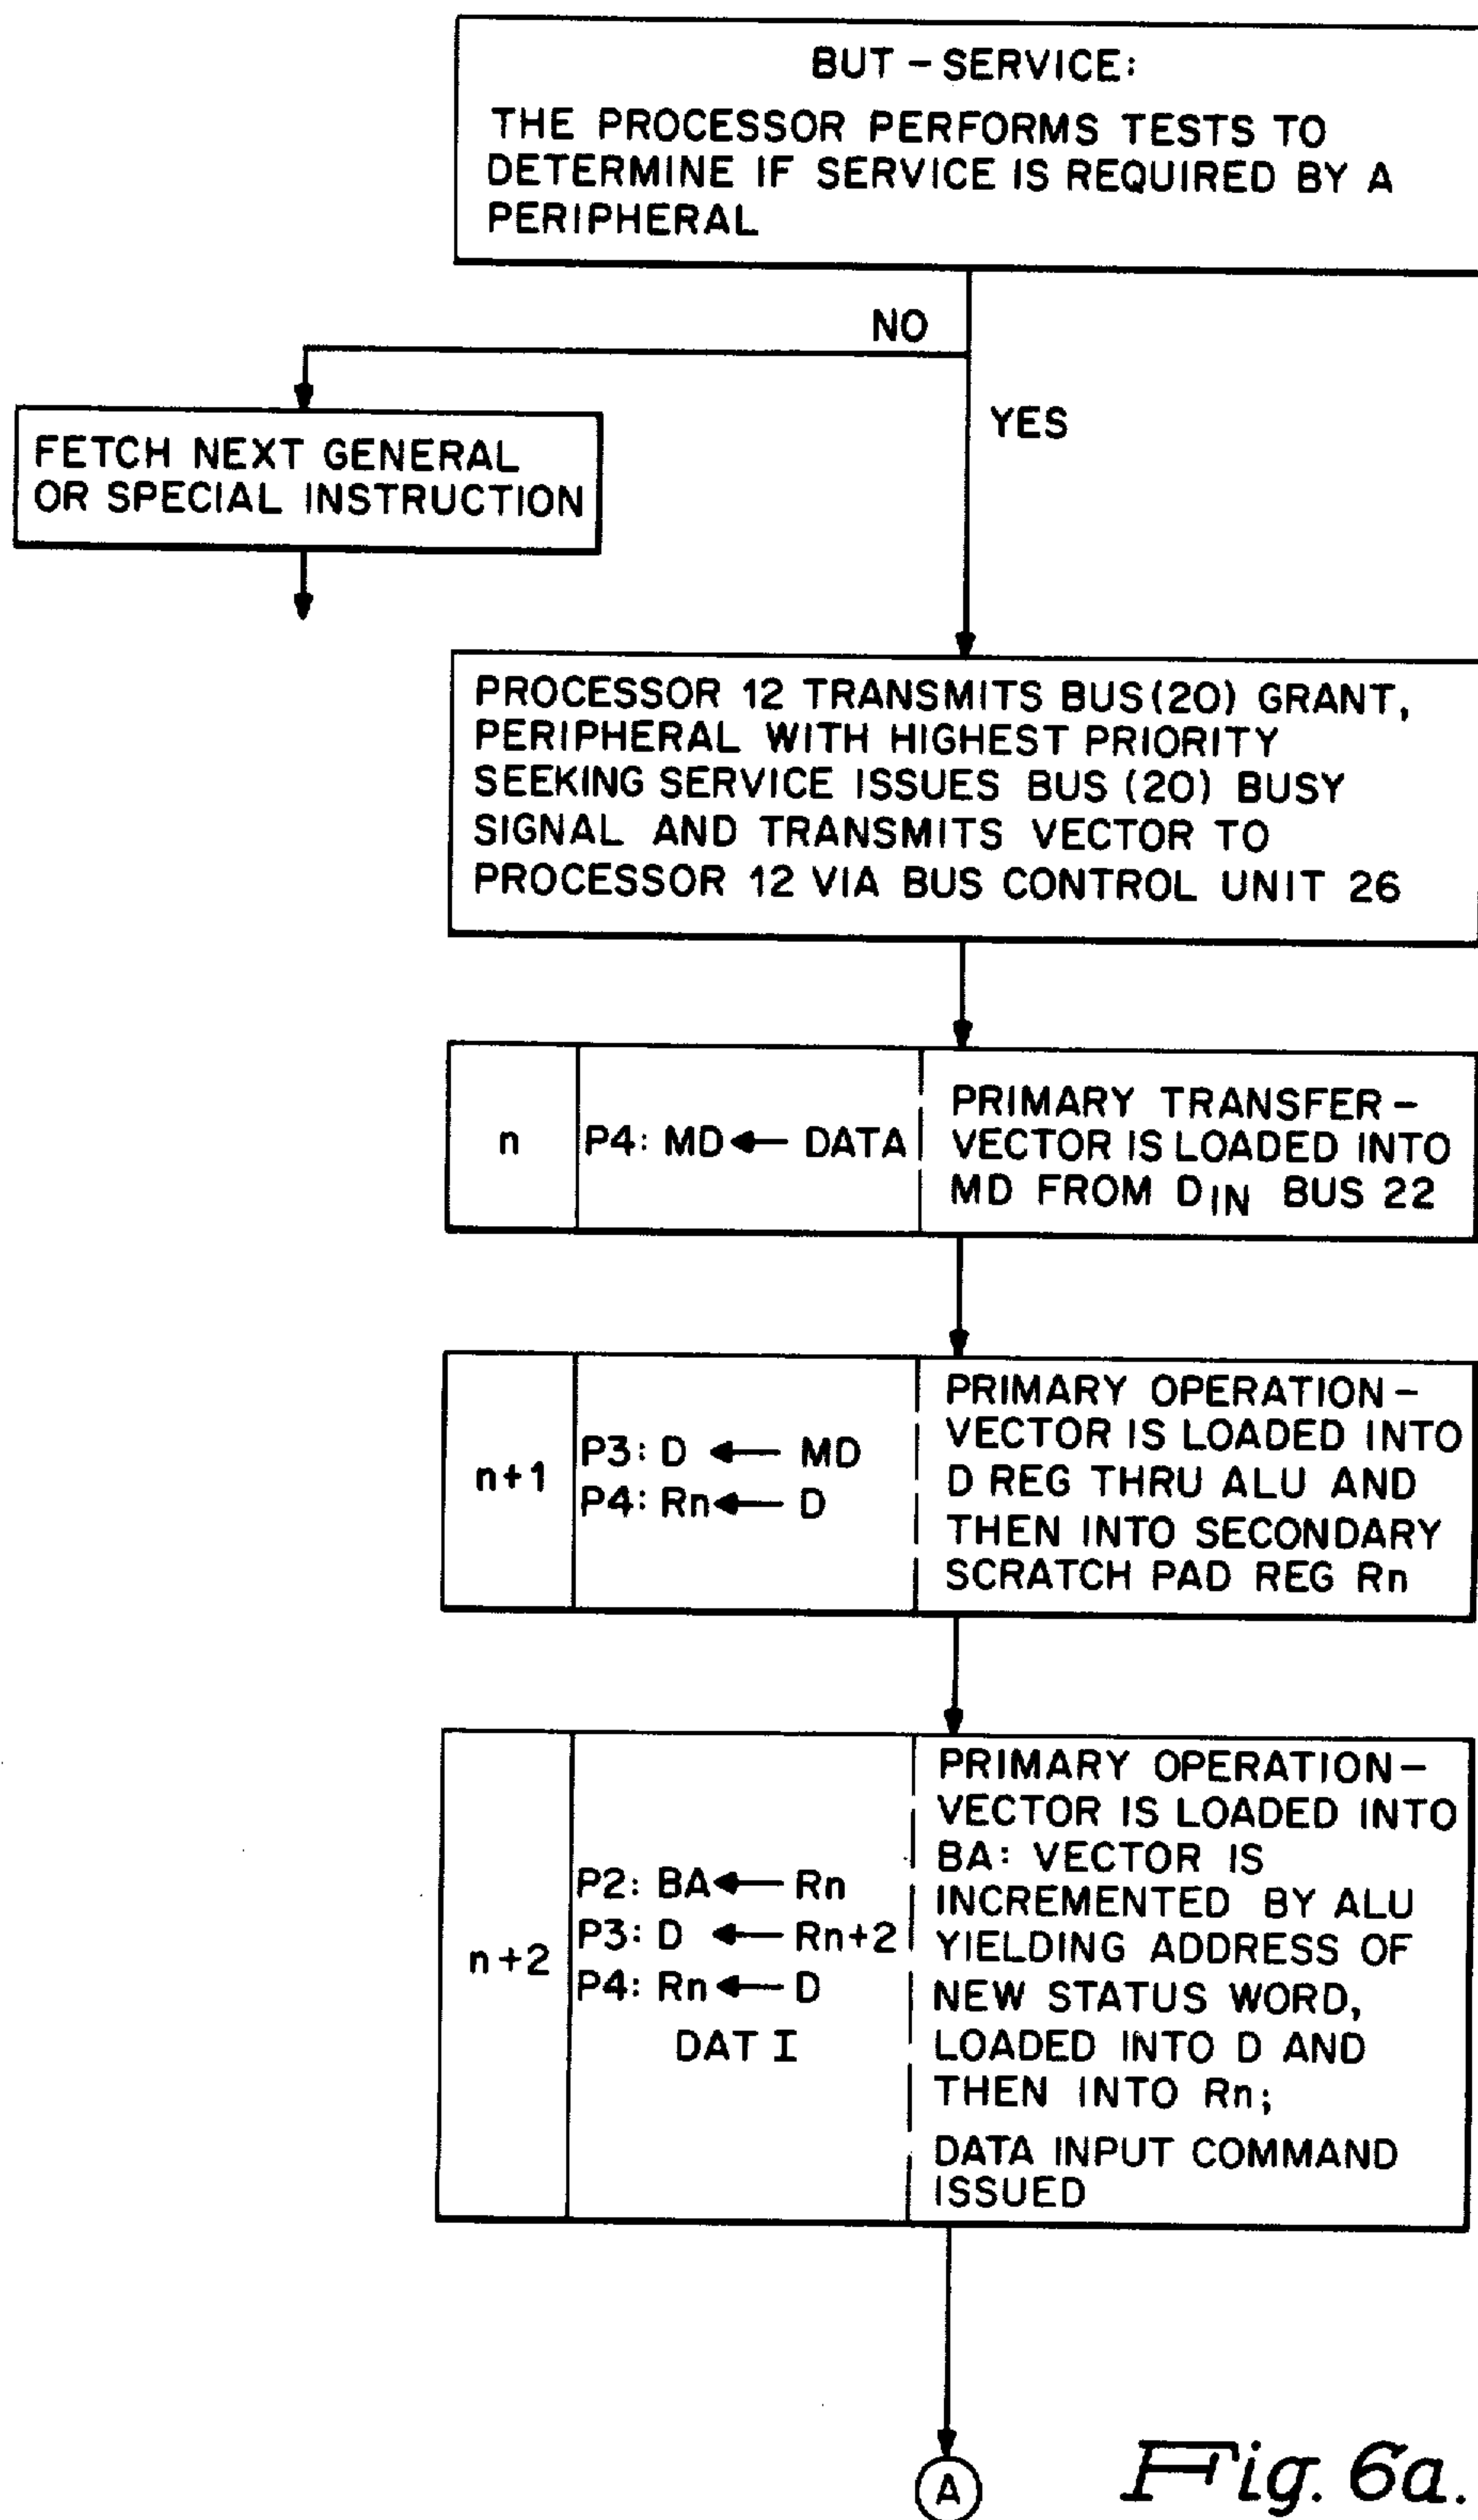 BUT - SERVICE:
THE PROCESSOR PERFORMS TESTS TO
DETERMINE IF SERVICE IS REQUIRED BY A
PERIPHERAL
NO
YES
FETCH NEXT GENERAL
OR SPECIAL INSTRUCTION
PROCESSOR 12 TRANSMITS BUS(20) GRANT,
PERIPHERAL WITH HIGHEST PRIORITY
SEEKING SERVICE ISSUES BUS (20) BUSY
SIGNAL AND TRANSMITS VECTOR TO
PROCESSOR 12 VIA BUS CONTROL UNIT 26
n
P4: MD ← DATA
PRIMARY TRANSFER –
VECTOR IS LOADED INTO
MD FROM DIN BUS 22
n+1
P3: D ← MD
P4: Rn ← D
PRIMARY OPERATION –
VECTOR IS LOADED INTO
D REG THRU ALU AND
THEN INTO SECONDARY
SCRATCH PAD REG Rn
n+2
P2: BA ← Rn
P3: D ← Rn+2
P4: Rn ← D
DAT I
PRIMARY OPERATION –
VECTOR IS LOADED INTO
BA: VECTOR IS
INCREMENTED BY ALU
YIELDING ADDRESS OF
NEW STATUS WORD,
LOADED INTO D AND
THEN INTO Rn;
DATA INPUT COMMAND
ISSUED
A
Fig. 6a.